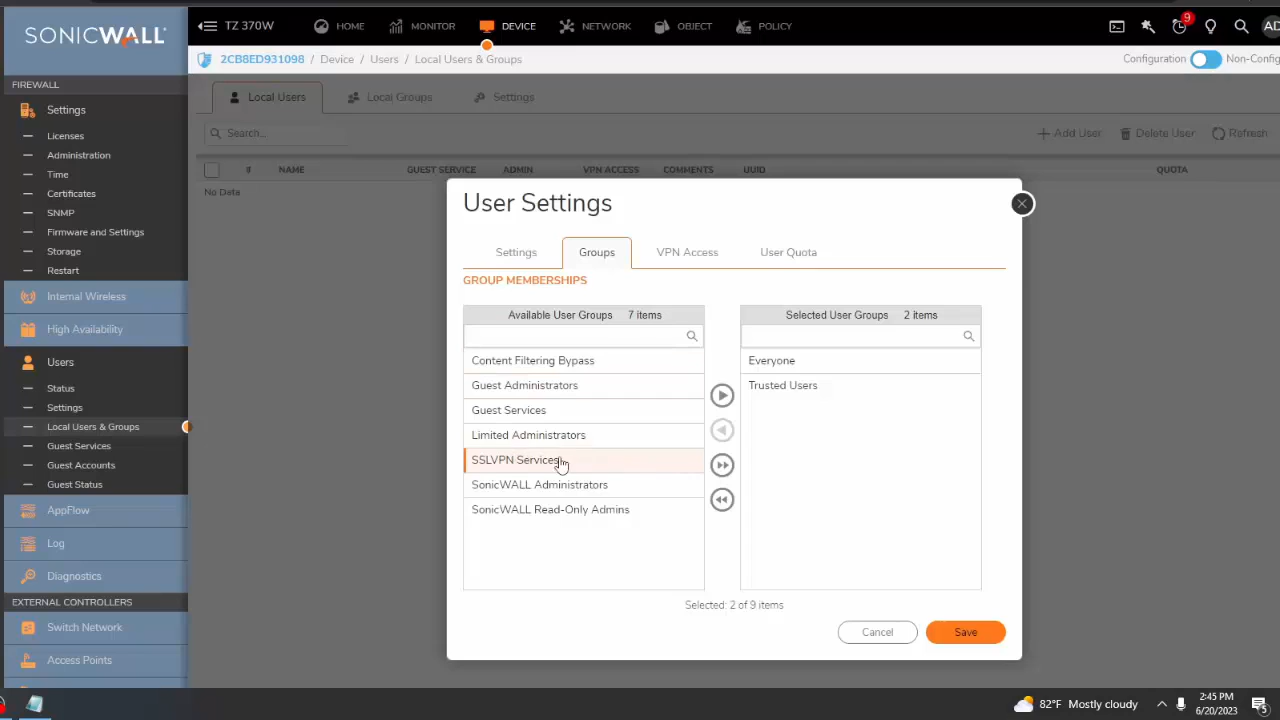 SONICWALL
TZ 370W
HOME
MONITOR
DEVICE
NETWORK
OBJECT
POLICY
9
AD
2CB8ED931098 / Device / Users / Local Users & Groups
Configuration
Non-Config
FIREWALL
Settings
Licenses
Administration
Time
Certificates
SNMP
Firmware and Settings
Storage
Restart
Internal Wireless
High Availability
Users
Status
Settings
Local Users & Groups
Guest Services
Guest Accounts
Guest Status
AppFlow
Log
Diagnostics
EXTERNAL CONTROLLERS
Switch Network
Access Points
Local Users
Local Groups
Settings
Search...
Add User
Delete User
Refresh
# NAME GUEST SERVICE ADMIN VPN ACCESS COMMENTS UUID QUOTA
No Data
User Settings
Settings
Groups
VPN Access
User Quota
GROUP MEMBERSHIPS
Available User Groups 7 items
Content Filtering Bypass
Guest Administrators
Guest Services
Limited Administrators
SSLVPN Services
SonicWALL Administrators
SonicWALL Read-Only Admins
Selected User Groups 2 items
Everyone
Trusted Users
Selected: 2 of 9 items
Cancel
Save
82°F Mostly cloudy
2:45 PM
6/20/2023
5